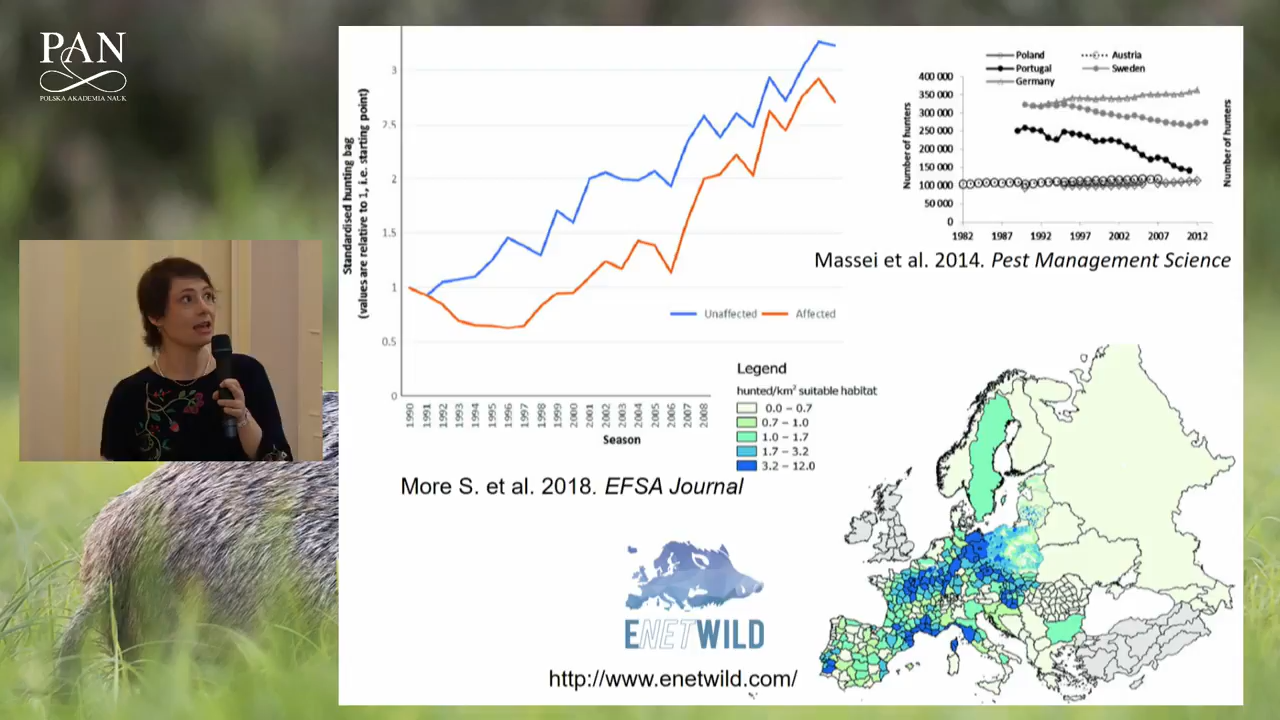 PAN
POLSKA AKADEMIA NAUK
Standardised hunting bag
(values are relative to 1, i.e. starting point)
3
2.5
2
1.5
1
0.5
0
1990
1991
1992
1993
1994
1995
1996
1997
1998
1999
2000
2001
2002
2003
2004
2005
2006
2007
2008
Season
Unaffected
Affected
More S. et al. 2018. EFSA Journal
Poland
Austria
Portugal
Sweden
Germany
Number of hunters
400 000
350 000
300 000
250 000
200 000
150 000
100 000
50 000
0
1982
1987
1992
1997
2002
2007
2012
Number of hunters
Massei et al. 2014. Pest Management Science
Legend
hunted/km² suitable habitat
0.0 – 0.7
0.7 – 1.0
1.0 – 1.7
1.7 – 3.2
3.2 – 12.0
ENETWILD
http://www.enetwild.com/